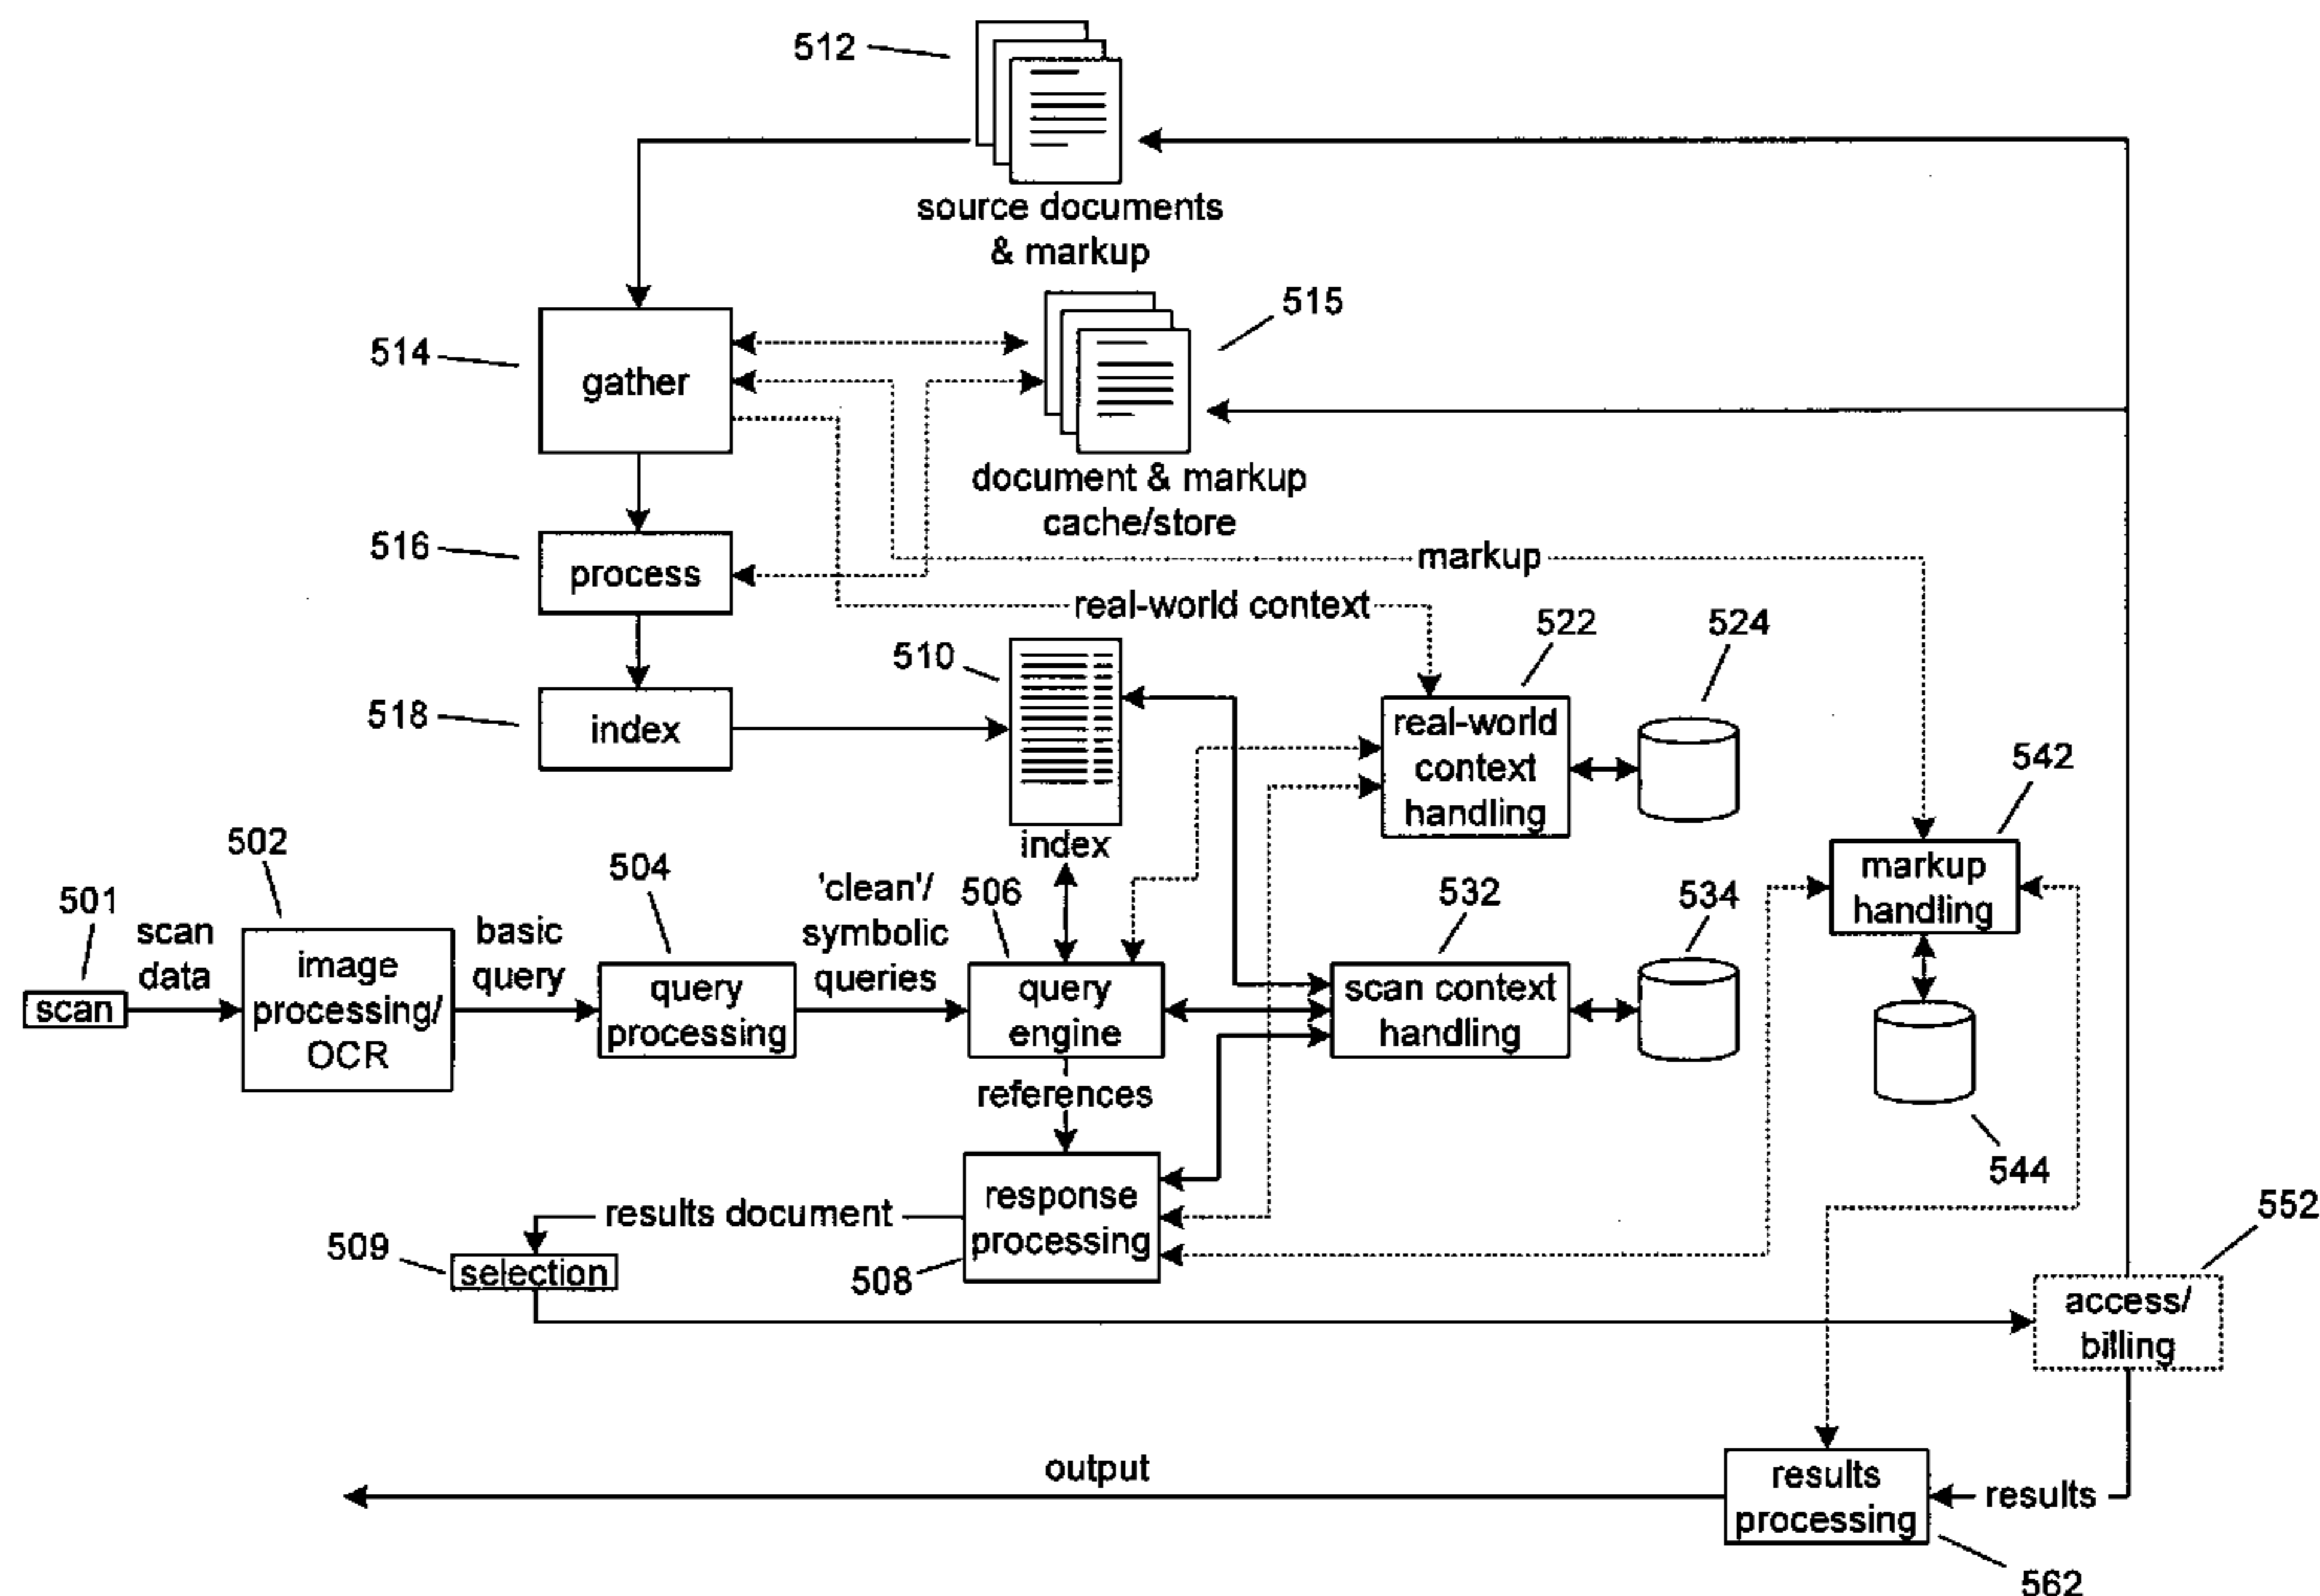 512
source documents
& markup
515
514
gather
document & markup
cache/store
516
process
markup
real-world context
522
524
510
518
index
real-world
context
handling
542
502
index
markup
handling
504
'clean'/
symbolic
queries
506
532
534
501
scan
data
basic
query
scan
image
processing/
OCR
query
processing
query
engine
scan context
handling
references
544
response
processing
results document
552
509
selection
508
access/
billing
output
results
processing
results
562